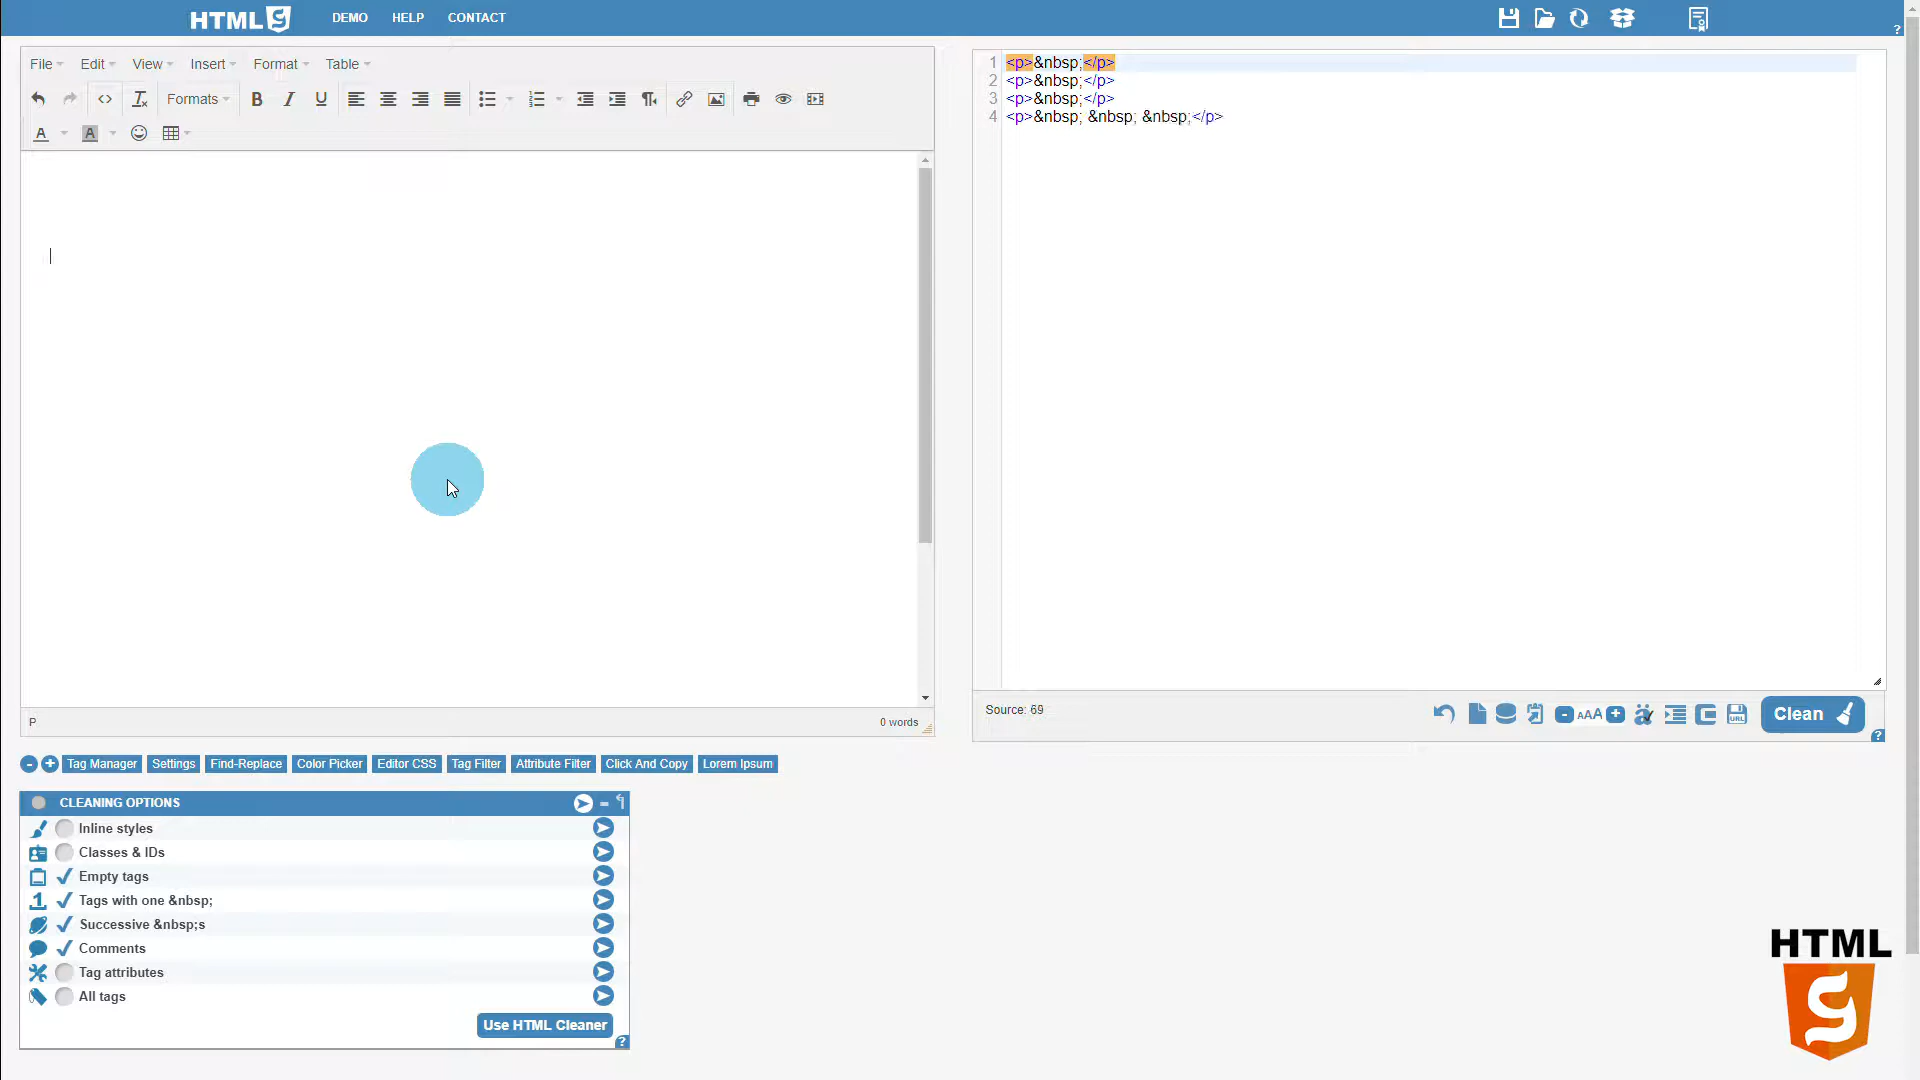 HTML DEMO HELP CONTACT
?
File Edit View Insert Format Table
Formats B I U
A A
1 <p>&nbsp;</p>
2 <p>&nbsp;</p>
3 <p>&nbsp;</p>
4 <p>&nbsp; &nbsp; &nbsp;</p>
P 0 words
Source: 69 - AAA + URL Clean
?
- + Tag Manager Settings Find-Replace Color Picker Editor CSS Tag Filter Attribute Filter Click And Copy Lorem Ipsum
CLEANING OPTIONS
Inline styles
Classes & IDs
Empty tags
1 Tags with one &nbsp;
Successive &nbsp;s
Comments
Tag attributes
All tags
Use HTML Cleaner
?
HTML